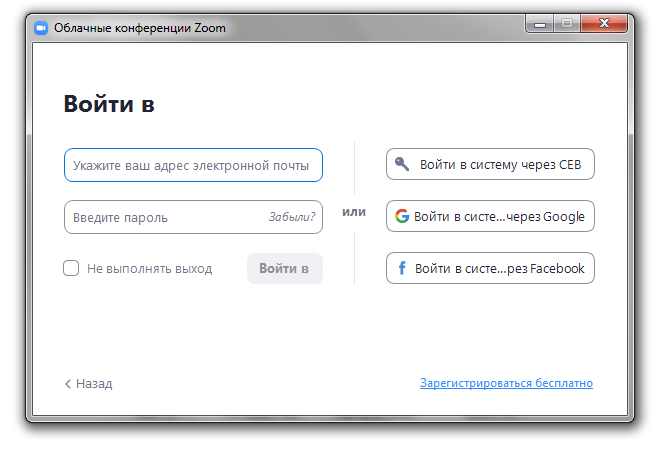 Облачные конференции Zoom
Войти в
Укажите ваш адрес электронной почты
Введите пароль
Забыли?
Не выполнять выход
Войти в
или
Войти в систему через СЕВ
Войти в систе...через Google
Войти в систе...рез Facebook
Назад
Зарегистрироваться бесплатно